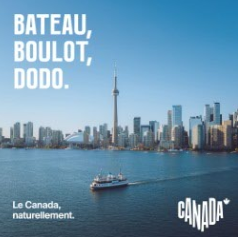 BATEAU,
BOULOT,
DODO.
Le Canada,
naturellement.
CANADA